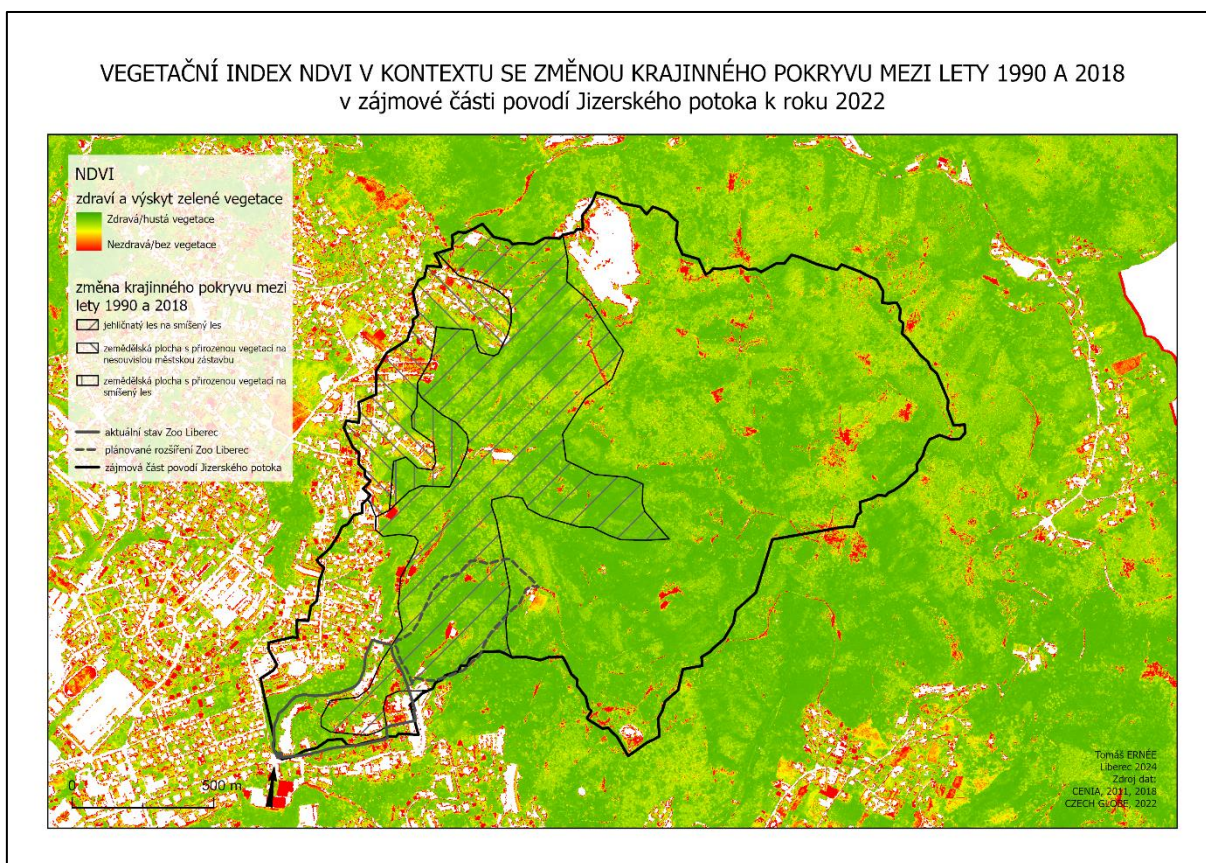 VEGETAČNÍ INDEX NDVI V KONTEXTU SE ZMĚNOU KRAJINNÉHO POKRYVU MEZI LETY 1990 A 2018
v zájmové části povodí Jizerského potoka k roku 2022
NDVI
zdraví a výskyt zelené vegetace
Zdravá/hustá vegetace
Nezdravá/bez vegetace
změna krajinného pokryvu mezi
lety 1990 a 2018
jehličnatý les na smíšený les
zemědělská plocha s přirozenou vegetací na
nesouvislou městskou zástavbu
zemědělská plocha s přirozenou vegetací na
smíšený les
aktuální stav Zoo Liberec
plánované rozšíření Zoo Liberec
zájmová část povodí Jizerského potoka
0 500 m
Tomáš ERNÉE
Liberec 2024
Zdroj dat:
CENIA, 2011, 2018
CZECH GLOBE, 2022